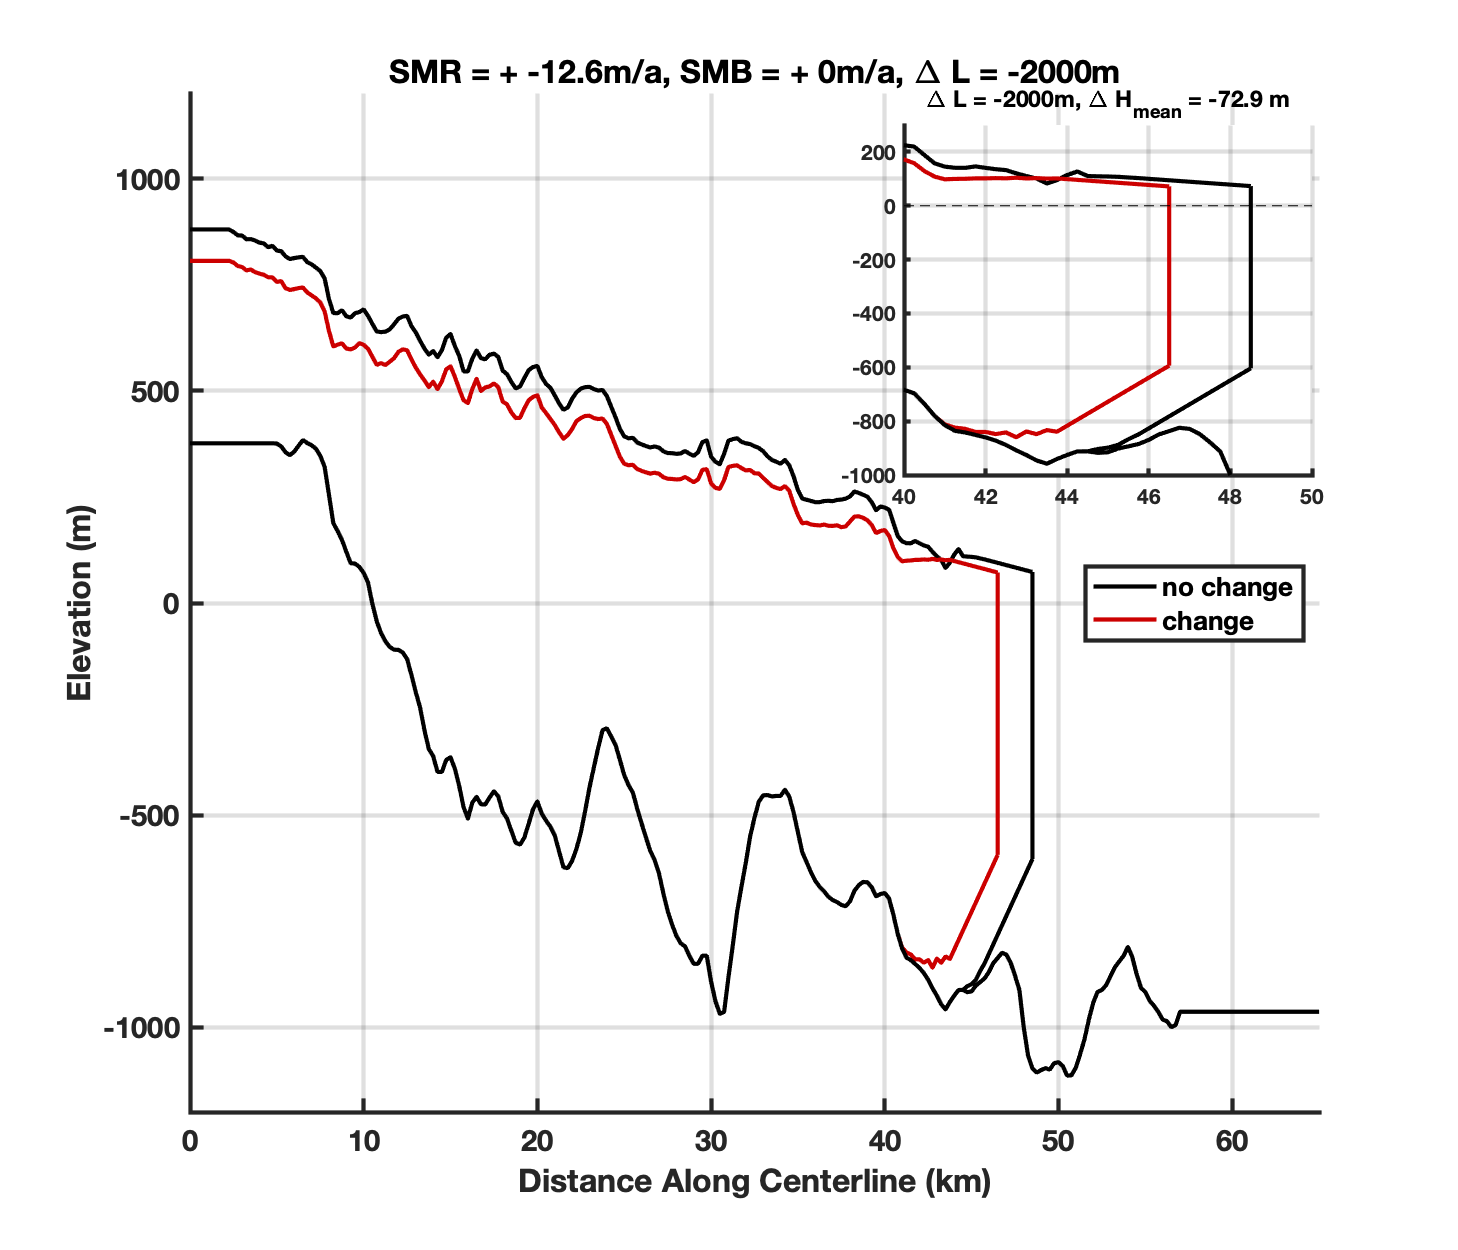 SMR = + -12.6m/a, SMB = + 0m/a, Δ L = -2000m
Δ L = -2000m, Δ Hmean = -72.9 m
200
0
-200
-400
-600
-800
-1000
40 42 44 46 48 50
1000
500
0
-500
-1000
Elevation (m)
no change
change
0 10 20 30 40 50 60
Distance Along Centerline (km)